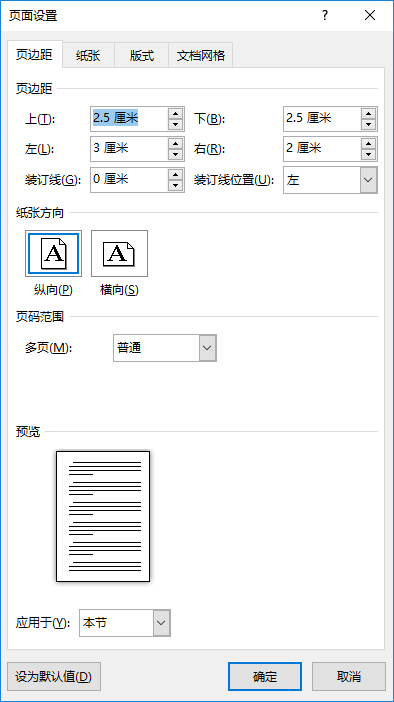 页面设置 ?
页边距 纸张 版式 文档网格
页边距
上(T): 2.5 厘米 下(B): 2.5 厘米
左(L): 3 厘米 右(R): 2 厘米
装订线(G): 0 厘米 装订线位置(U): 左
纸张方向
A A
纵向(P) 横向(S)
页码范围
多页(M): 普通
预览
应用于(Y): 本节
设为默认值(D) 确定 取消